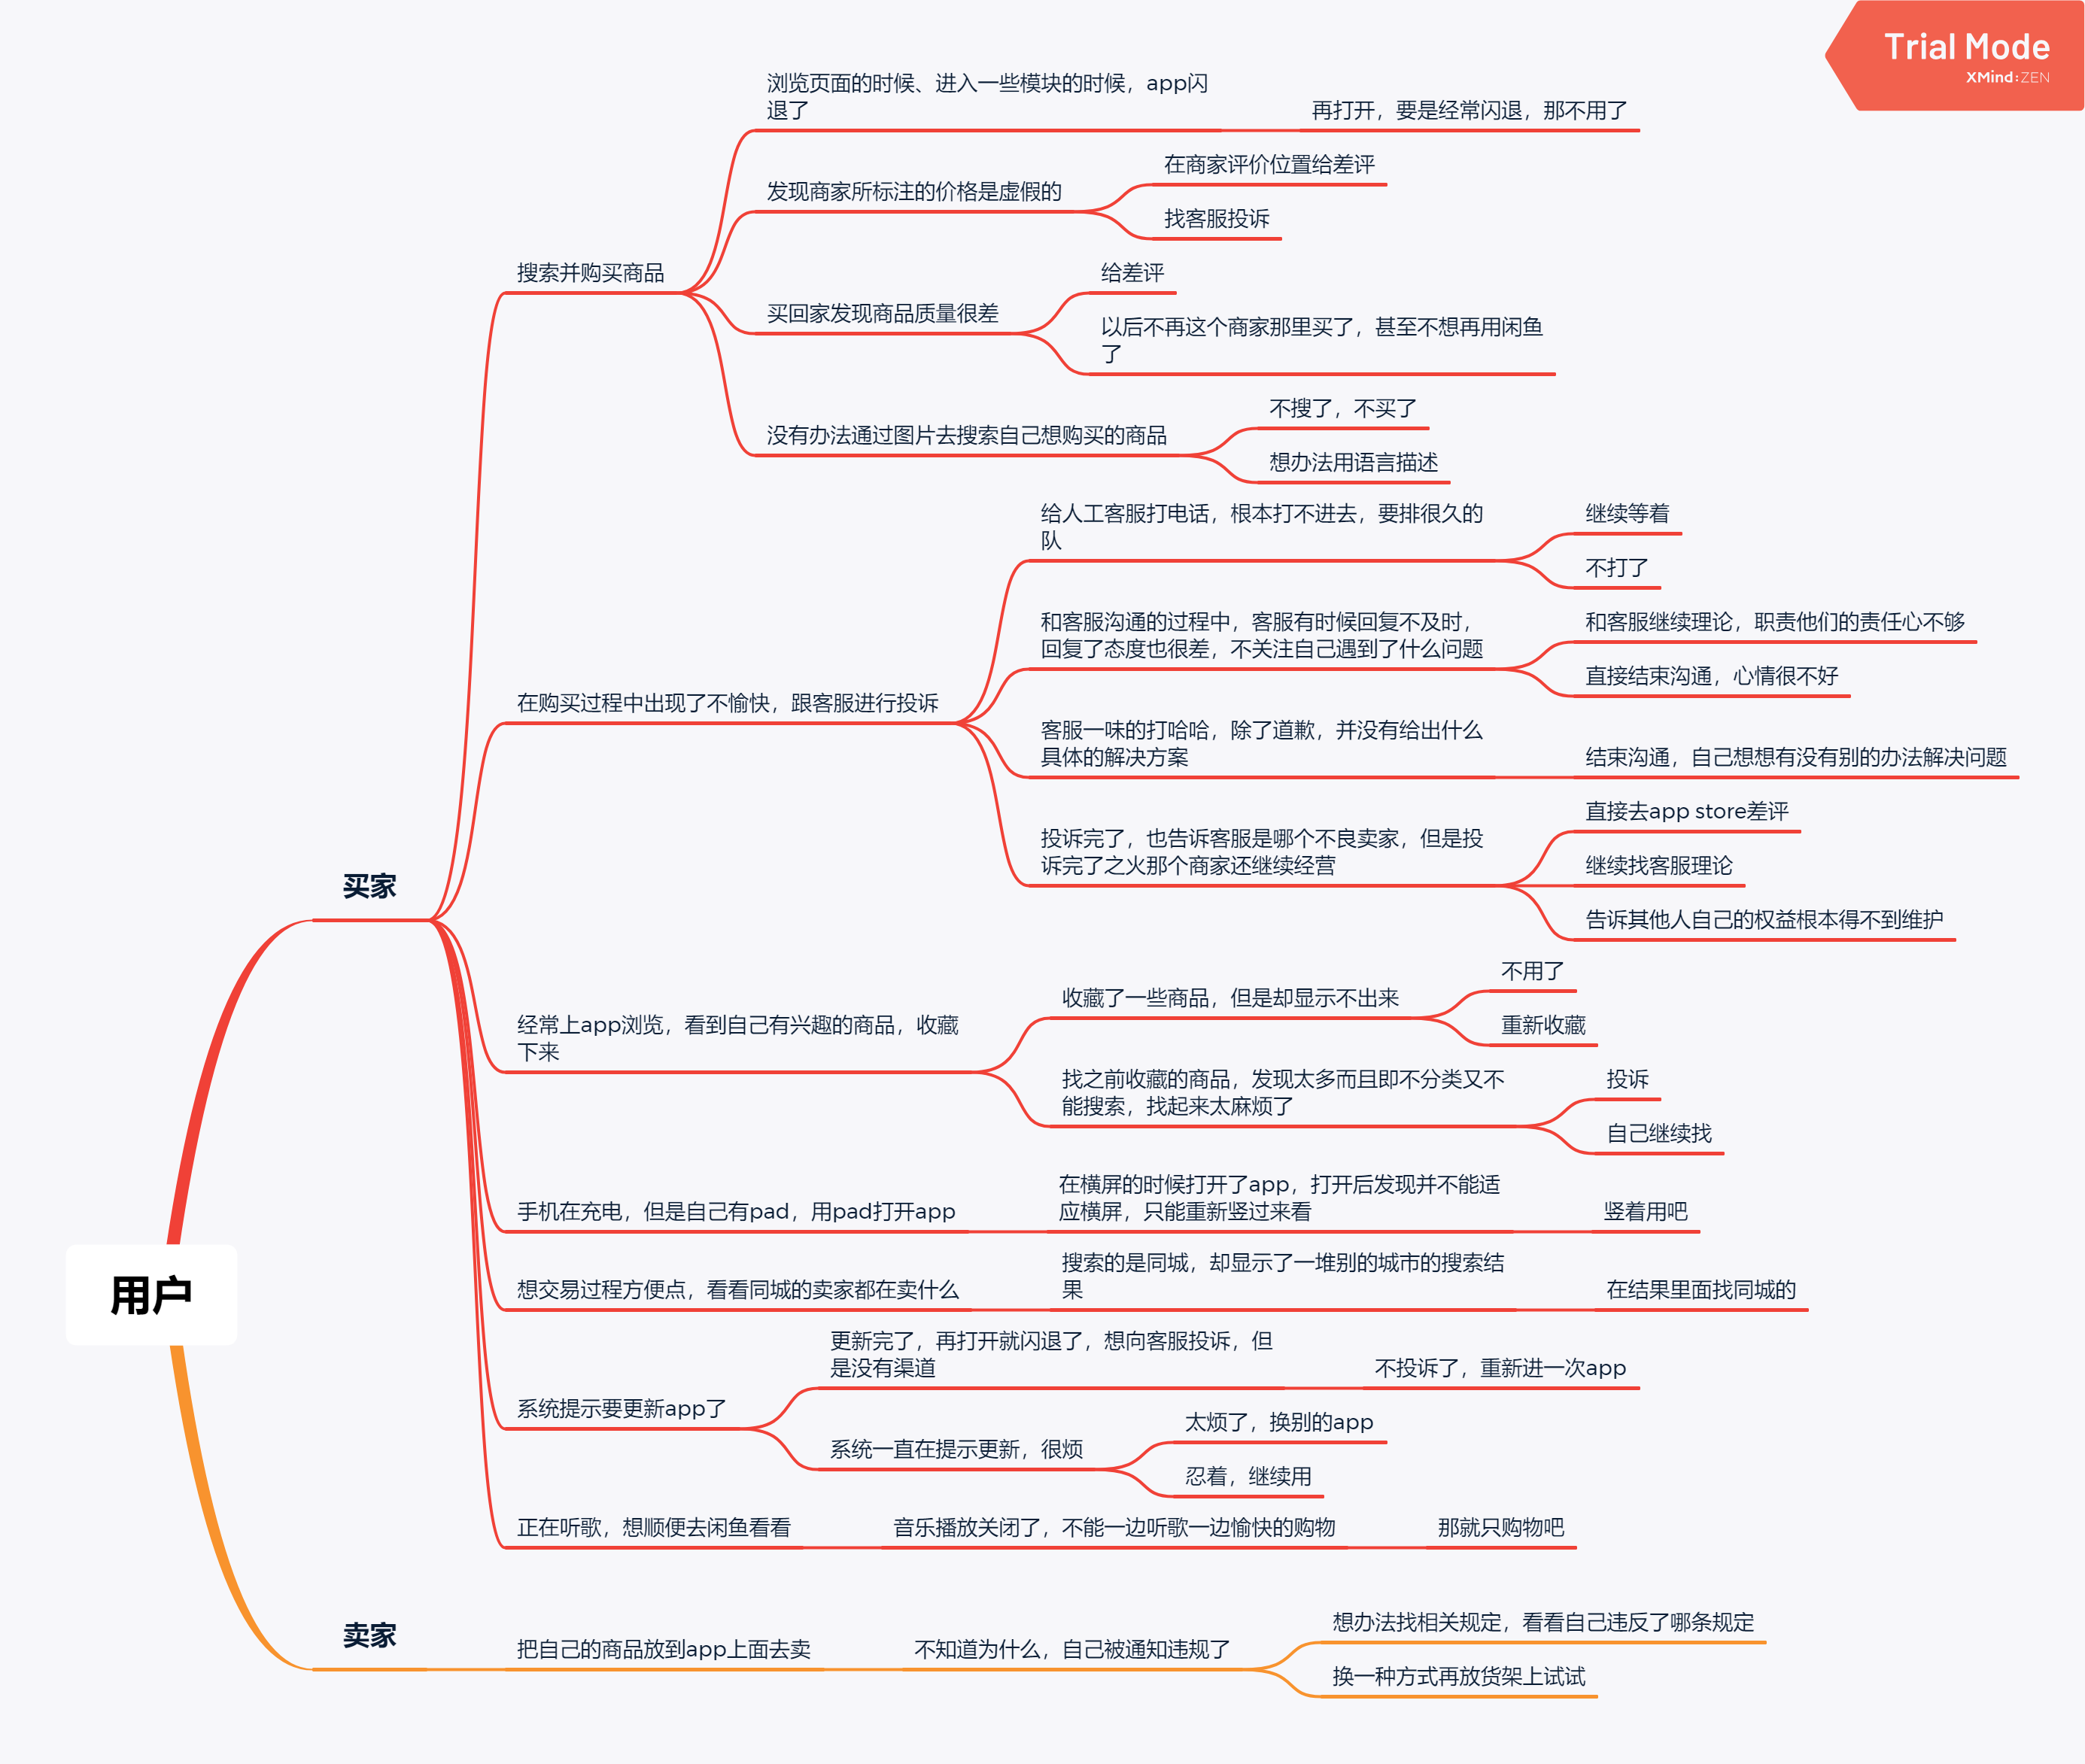 Trial Mode
XMind:ZEN
浏览页面的时候、进入一些模块的时候，app闪
退了
再打开，要是经常闪退，那不用了
发现商家所标注的价格是虚假的
在商家评价位置给差评
找客服投诉
搜索并购买商品
买回家发现商品质量很差
给差评
以后不再这个商家那里买了，甚至不想再用闲鱼
了
没有办法通过图片去搜索自己想购买的商品
不搜了，不买了
想办法用语言描述
给人工客服打电话，根本打不进去，要排很久的
队
继续等着
不打了
和客服沟通的过程中，客服有时候回复不及时，
回复了态度也很差，不关注自己遇到了什么问题
和客服继续理论，职责他们的责任心不够
直接结束沟通，心情很不好
在购买过程中出现了不愉快，跟客服进行投诉
客服一味的打哈哈，除了道歉，并没有给出什么
具体的解决方案
结束沟通，自己想想有没有别的办法解决问题
投诉完了，也告诉客服是哪个不良卖家，但是投
诉完了之火那个商家还继续经营
直接去app store差评
继续找客服理论
告诉其他人自己的权益根本得不到维护
买家
经常上app浏览，看到自己有兴趣的商品，收藏
下来
收藏了一些商品，但是却显示不出来
不用了
重新收藏
找之前收藏的商品，发现太多而且即不分类又不
能搜索，找起来太麻烦了
投诉
自己继续找
手机在充电，但是自己有pad，用pad打开app
在横屏的时候打开了app，打开后发现并不能适
应横屏，只能重新竖过来看
竖着用吧
想交易过程方便点，看看同城的卖家都在卖什么
搜索的是同城，却显示了一堆别的城市的搜索结
果
在结果里面找同城的
用户
系统提示要更新app了
更新完了，再打开就闪退了，想向客服投诉，但
是没有渠道
不投诉了，重新进一次app
系统一直在提示更新，很烦
太烦了，换别的app
忍着，继续用
正在听歌，想顺便去闲鱼看看
音乐播放关闭了，不能一边听歌一边愉快的购物
那就只购物吧
卖家
把自己的商品放到app上面去卖
不知道为什么，自己被通知违规了
想办法找相关规定，看看自己违反了哪条规定
换一种方式再放货架上试试